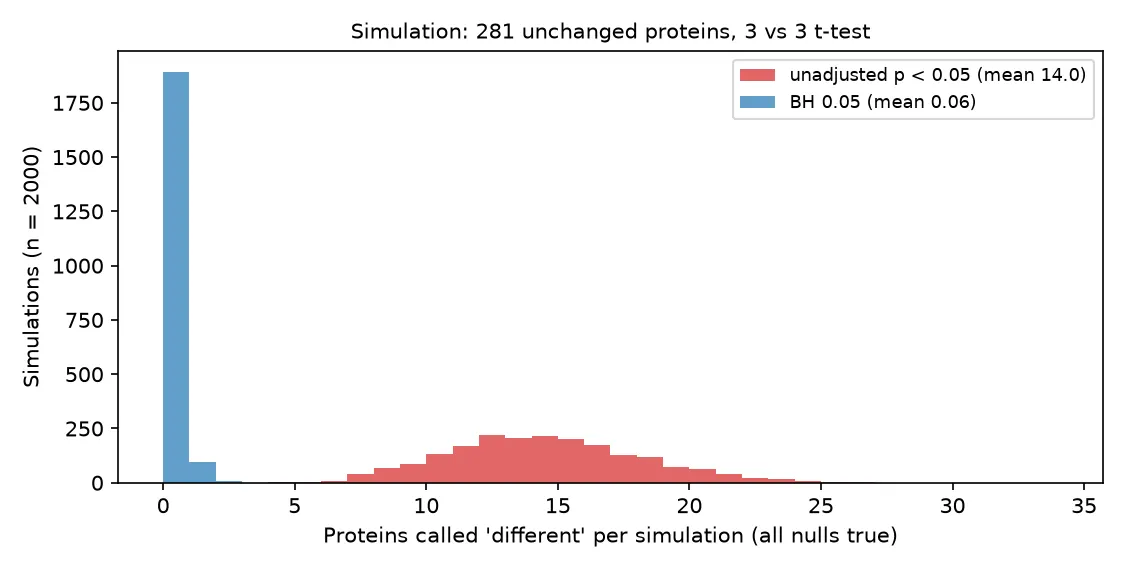 Simulation: 281 unchanged proteins, 3 vs 3 t-test
unadjusted p < 0.05 (mean 14.0)
BH 0.05 (mean 0.06)
Simulations (n = 2000)
1750
1500
1250
1000
750
500
250
0
0 5 10 15 20 25 30 35
Proteins called 'different' per simulation (all nulls true)